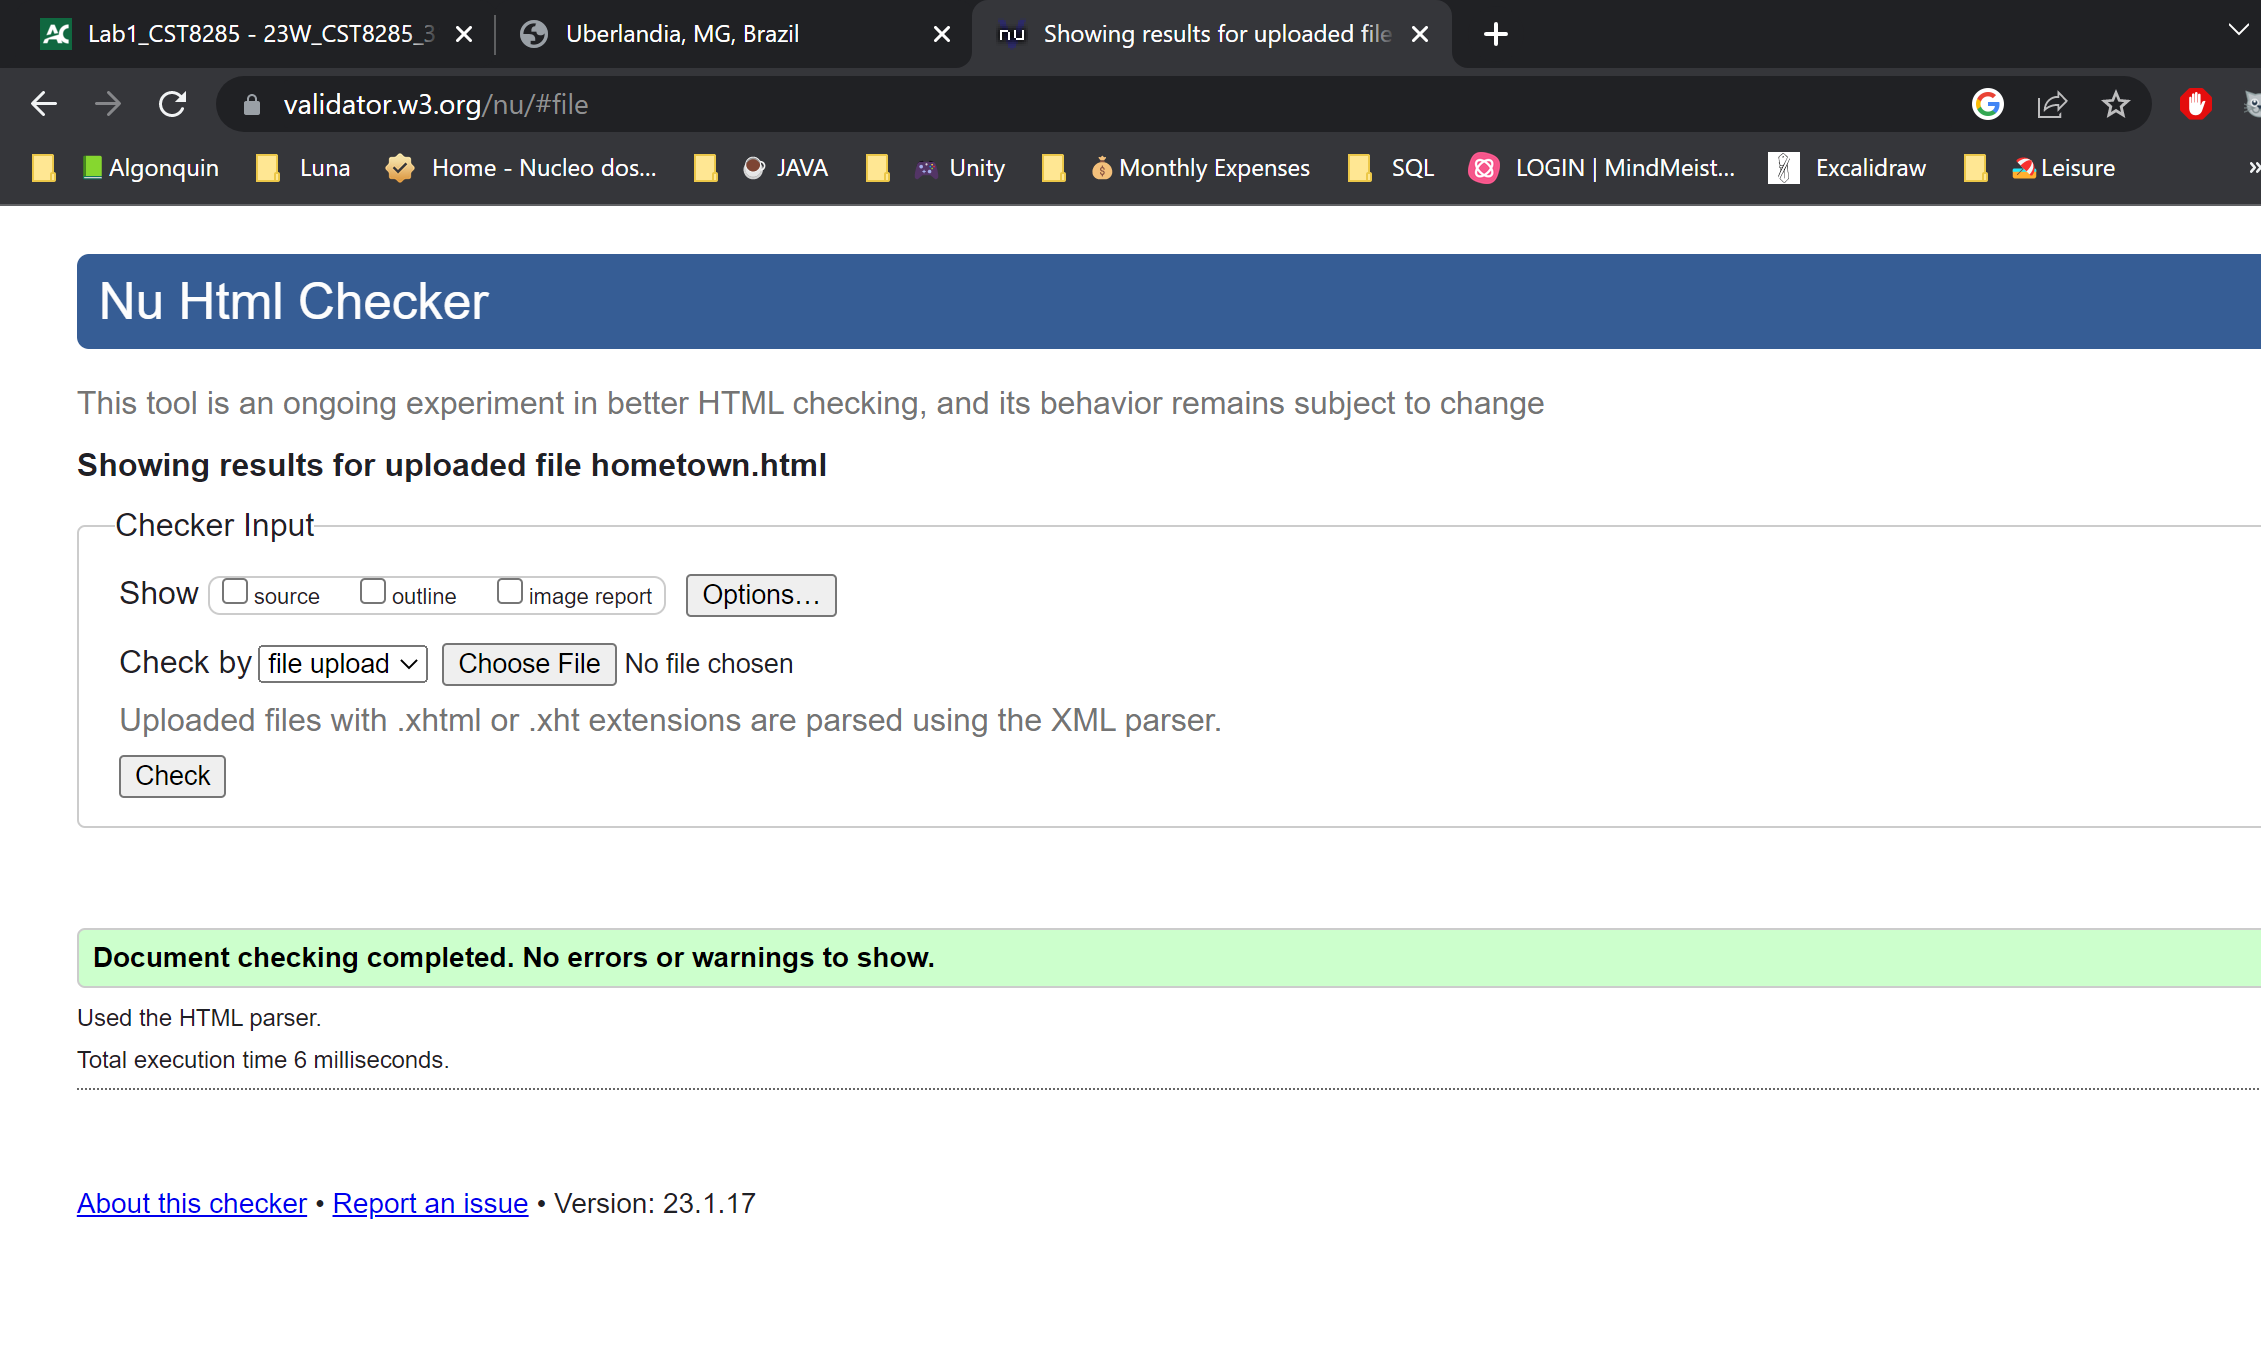 Lab1_CST8285 - 23W_CST8285_3
Uberlandia, MG, Brazil
nu Showing results for uploaded file
validator.w3.org/nu/#file
Algonquin Luna Home - Nucleo dos... JAVA Unity Monthly Expenses SQL LOGIN | MindMeist... Excalidraw Leisure »
Nu Html Checker
This tool is an ongoing experiment in better HTML checking, and its behavior remains subject to change
Showing results for uploaded file hometown.html
Checker Input
Show source outline image report Options...
Check by file upload Choose File No file chosen
Uploaded files with .xhtml or .xht extensions are parsed using the XML parser.
Check
Document checking completed. No errors or warnings to show.
Used the HTML parser.
Total execution time 6 milliseconds.
About this checker • Report an issue • Version: 23.1.17